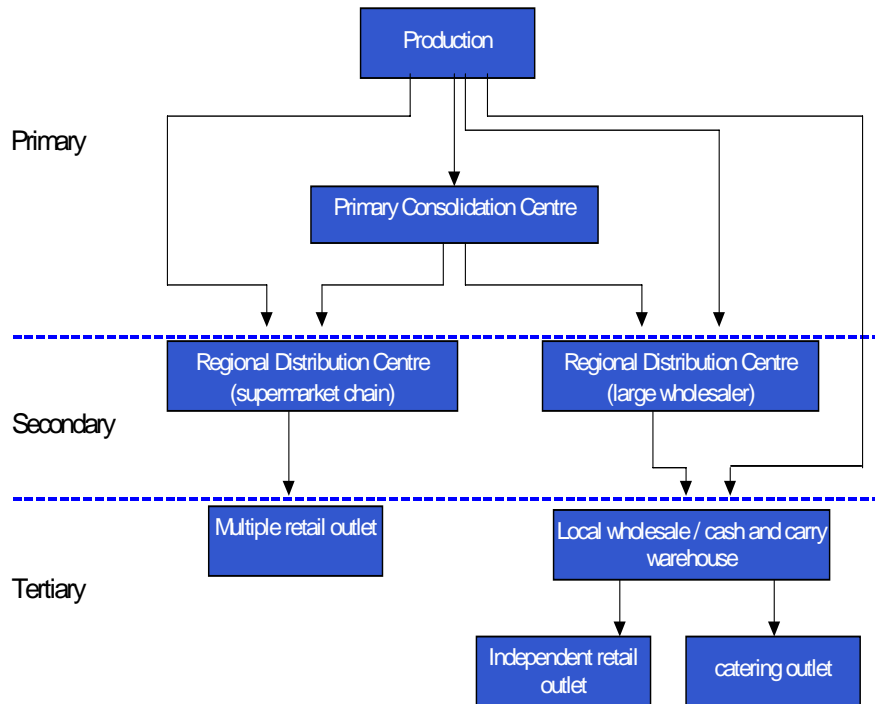 Production
Primary
Primary Consolidation Centre
Regional Distribution Centre
(supermarket chain)
Regional Distribution Centre
(large wholesaler)
Secondary
Multiple retail outlet
Local wholesale / cash and carry
warehouse
Tertiary
Independent retail
outlet
catering outlet